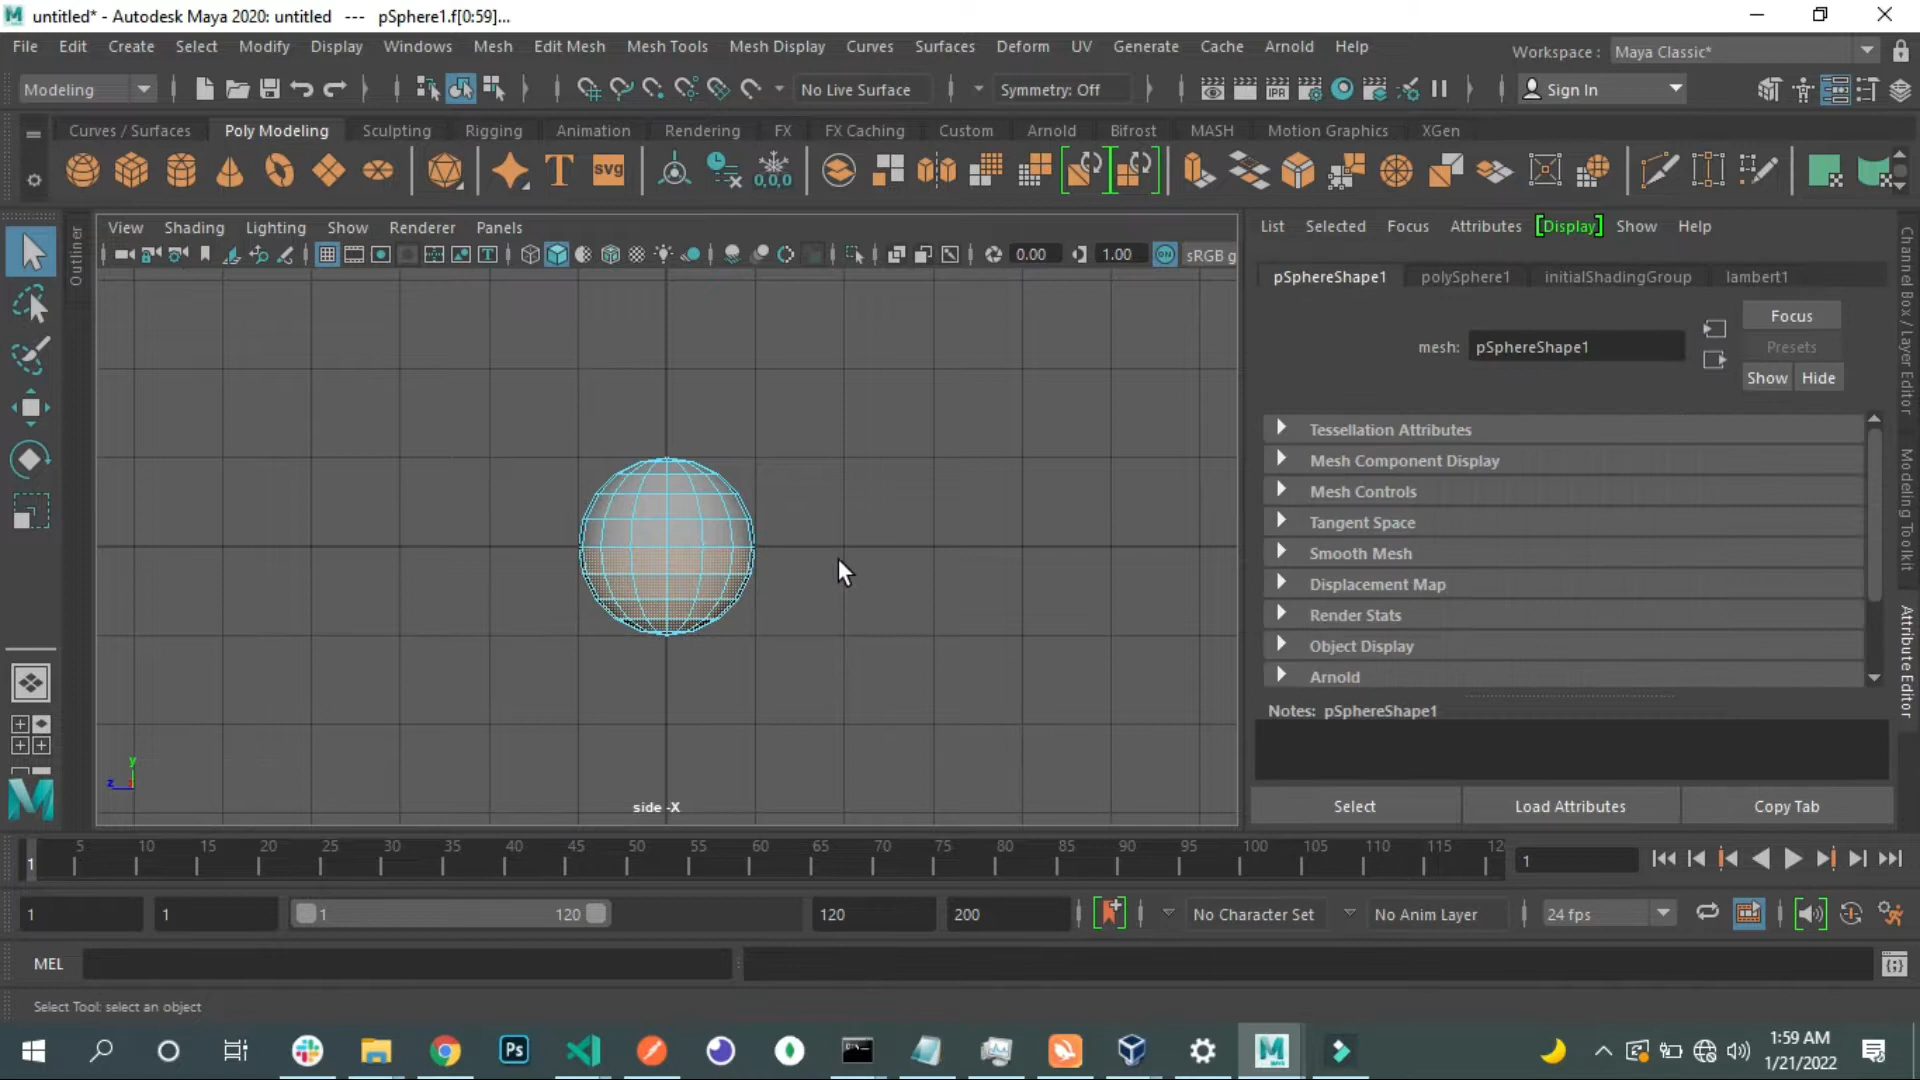 untitled* - Autodesk Maya 2020: untitled --- pSphere1.f[0:59]...
File Edit Create Select Modify Display Windows Mesh Edit Mesh Mesh Tools Mesh Display Curves Surfaces Deform UV Generate Cache Arnold Help
Workspace : Maya Classic*
Modeling
No Live Surface
Symmetry: Off
IPR
Sign In
Curves / Surfaces Poly Modeling Sculpting Rigging Animation Rendering FX FX Caching Custom Arnold Bifrost MASH Motion Graphics XGen
T
svg
0,0,0
Outliner
View Shading Lighting Show Renderer Panels
0.00
1.00
ON
sRGB g
y
z
side -X
List Selected Focus Attributes [Display] Show Help
pSphereShape1 polySphere1 initialShadingGroup lambert1
mesh: pSphereShape1
Focus
Presets
Show Hide
Tessellation Attributes
Mesh Component Display
Mesh Controls
Tangent Space
Smooth Mesh
Displacement Map
Render Stats
Object Display
Arnold
Notes: pSphereShape1
Select Load Attributes Copy Tab
Channel Box / Layer Editor
Modeling Toolkit
Attribute Editor
1 5 10 15 20 25 30 35 40 45 50 55 60 65 70 75 80 85 90 95 100 105 110 115 12
1
1 1 1 120 120 200
No Character Set
No Anim Layer
24 fps
MEL
Select Tool: select an object
Ps
1:59 AM
1/21/2022